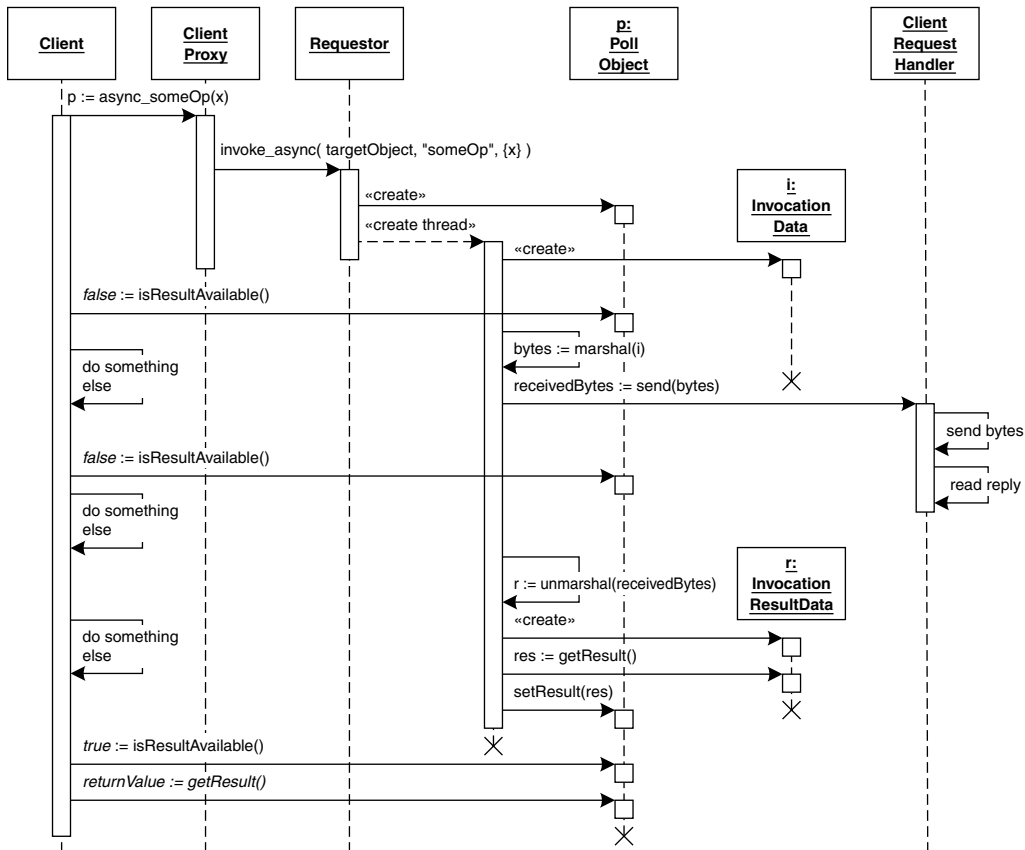 Client
Client
Proxy
Requestor
p:
Poll
Object
Client
Request
Handler
p := async_someOp(x)
invoke_async( targetObject, "someOp", {x} )
i:
Invocation
Data
«create»
«create thread»
«create»
false := isResultAvailable()
bytes := marshal(i)
do something
else
receivedBytes := send(bytes)
send bytes
false := isResultAvailable()
read reply
do something
else
r:
Invocation
ResultData
r := unmarshal(receivedBytes)
«create»
do something
else
res := getResult()
setResult(res)
true := isResultAvailable()
returnValue := getResult()